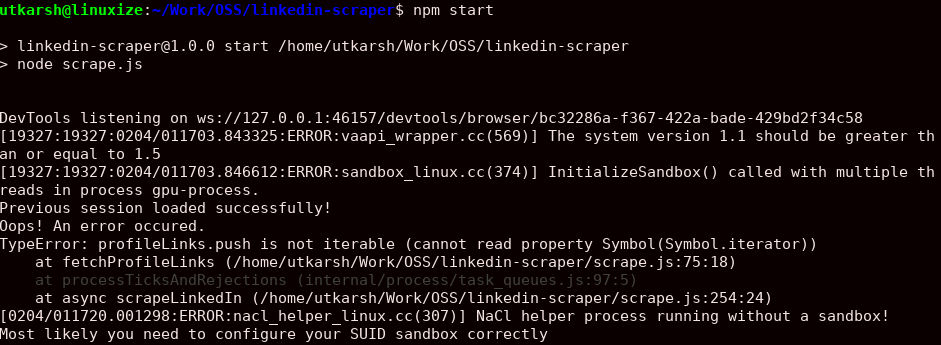 utkarsh@linuxize:~/Work/OSS/linkedin-scraper$ npm start
> linkedin-scraper@1.0.0 start /home/utkarsh/Work/OSS/linkedin-scraper
> node scrape.js
DevTools listening on ws://127.0.0.1:46157/devtools/browser/bc32286a-f367-422a-bade-429bd2f34c58
[19327:19327:0204/011703.843325:ERROR:vaapi_wrapper.cc(569)] The system version 1.1 should be greater th
an or equal to 1.5
[19327:19327:0204/011703.846612:ERROR:sandbox_linux.cc(374)] InitializeSandbox() called with multiple th
reads in process gpu-process.
Previous session loaded successfully!
Oops! An error occured.
TypeError: profileLinks.push is not iterable (cannot read property Symbol(Symbol.iterator))
    at fetchProfileLinks (/home/utkarsh/Work/OSS/linkedin-scraper/scrape.js:75:18)
    at processTicksAndRejections (internal/process/task_queues.js:97:5)
    at async scrapeLinkedIn (/home/utkarsh/Work/OSS/linkedin-scraper/scrape.js:254:24)
[0204/011720.001298:ERROR:nacl_helper_linux.cc(307)] NaCl helper process running without a sandbox!
Most likely you need to configure your SUID sandbox correctly